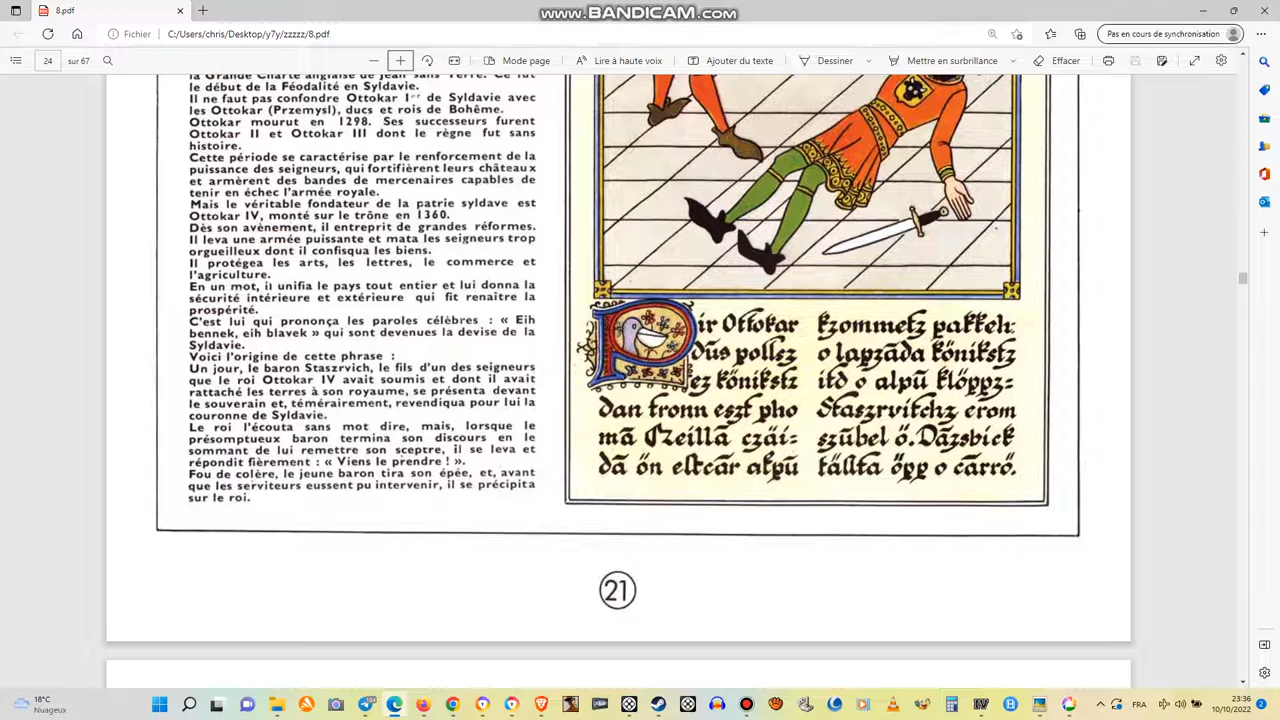 www.BANDICAM.com
8.pdf
Fichier
C:/Users/chris/Desktop/y7y/zzzzz/8.pdf
Pas en cours de synchronisation
24 sur 67
Mode page
Lire à haute voix
Ajouter du texte
Dessiner
Mettre en surbrillance
Effacer
la Grande Charte anglaise de Jean sans Terre. Ce fut
le début de la Féodalité en Syldavie.
Il ne faut pas confondre Ottokar Ier de Syldavie avec
les Ottokar (Przemysl), ducs et rois de Bohême.
Ottokar mourut en 1298. Ses successeurs furent
Ottokar II et Ottokar III dont le règne fut sans
histoire.
Cette période se caractérise par le renforcement de la
puissance des seigneurs, qui fortifièrent leurs châteaux
et armèrent des bandes de mercenaires capables de
tenir en échec l'armée royale.
Mais le véritable fondateur de la patrie syldave est
Ottokar IV, monté sur le trône en 1360.
Dès son avènement, il entreprit de grandes réformes.
Il leva une armée puissante et mata les seigneurs trop
orgueilleux dont il confisqua les biens.
Il protégea les arts, les lettres, le commerce et
l'agriculture.
En un mot, il unifia le pays tout entier et lui donna la
sécurité intérieure et extérieure qui fit renaître la
prospérité.
C'est lui qui prononça les paroles célèbres : « Eih
bennek, eih blavek » qui sont devenues la devise de la
Syldavie.
Voici l'origine de cette phrase :
Un jour, le baron Staszrvich, le fils d'un des seigneurs
que le roi Ottokar IV avait soumis et dont il avait
rattaché les terres à son royaume, se présenta devant
le souverain et, témérairement, revendiqua pour lui la
couronne de Syldavie.
Le roi l'écouta sans mot dire, mais, lorsque le
présomptueux baron termina son discours en le
sommant de lui remettre son sceptre, il se leva et
répondit fièrement : « Viens le prendre ! ».
Fou de colère, le jeune baron tira son épée, et, avant
que les serviteurs eussent pu intervenir, il se précipita
sur le roi.
Pir Ottokar
dûs pollsz
ez könikstz
dan tronn eszt pho
mã Czeillã czäi=
dã ön eltcãr alpû
kzommetz pakkeh:
o lapzãda könikstz
itd o alpû klöppz=
Staszrvitchz erom
szûbel ö. Dãzsbick
fällta öpp o cãrrö.
21
18°C
Nuageux
FRA
23:36
10/10/2022